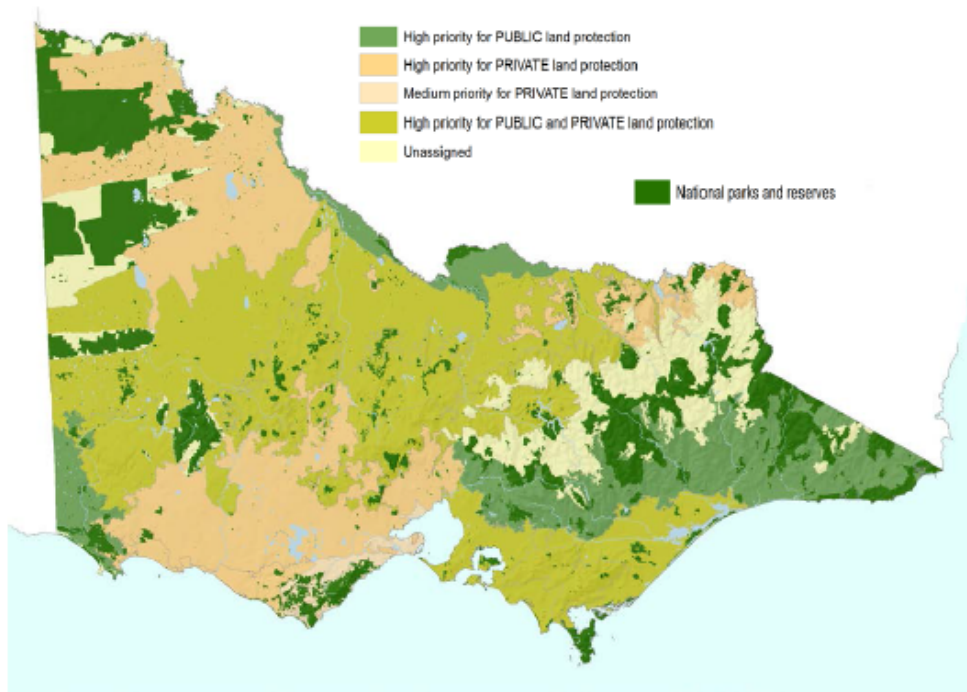 High priority for PUBLIC land protection
High priority for PRIVATE land protection
Medium priority for PRIVATE land protection
High priority for PUBLIC and PRIVATE land protection
Unassigned
National parks and reserves